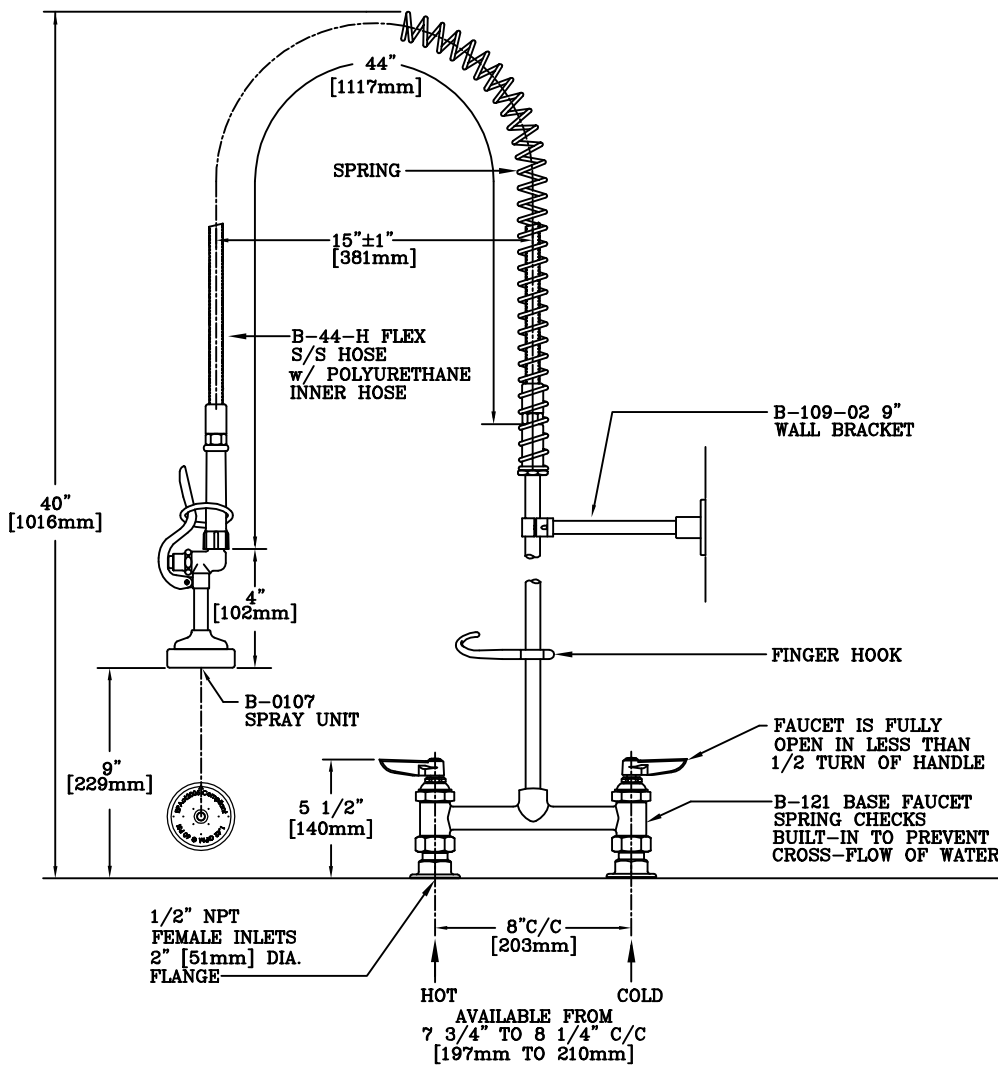 44"
[1117mm]
SPRING
15"±1"
[381mm]
B-44-H FLEX
S/S HOSE
w/ POLYURETHANE
INNER HOSE
B-109-02 9"
WALL BRACKET
40"
[1016mm]
4"
[102mm]
FINGER HOOK
B-0107
SPRAY UNIT
FAUCET IS FULLY
OPEN IN LESS THAN
1/2 TURN OF HANDLE
9"
[229mm]
5 1/2"
[140mm]
B-121 BASE FAUCET
SPRING CHECKS
BUILT-IN TO PREVENT
CROSS-FLOW OF WATER
1/2" NPT
FEMALE INLETS
2" [51mm] DIA.
FLANGE
8"C/C
[203mm]
HOT
COLD
AVAILABLE FROM
7 3/4" TO 8 1/4" C/C
[197mm TO 210mm]